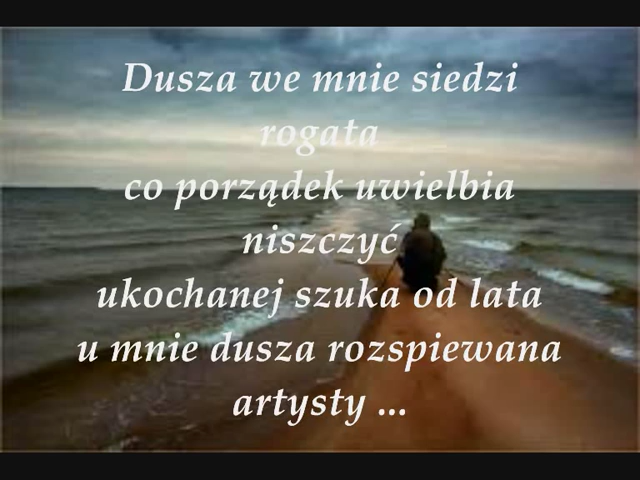 Dusza we mnie siedzi
rogata
co porządek uwielbia
niszczyć
ukochanej szuka od lata
u mnie dusza rozspiewana
artysty ...